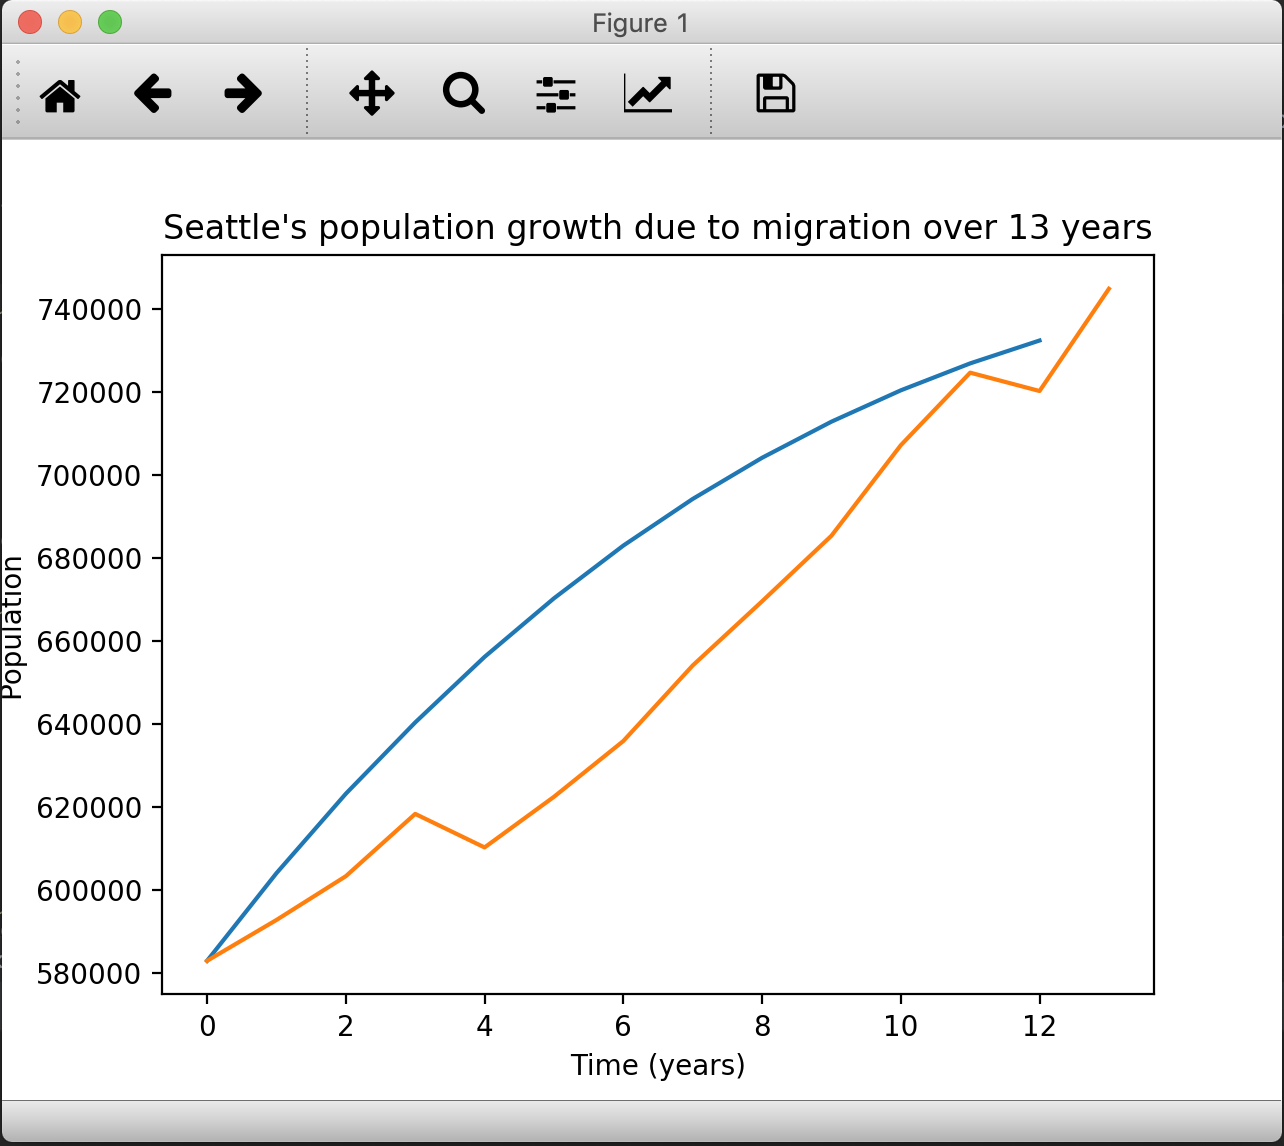 Figure 1
Seattle's population growth due to migration over 13 years
740000
720000
700000
680000
660000
640000
620000
600000
580000
Population
0 2 4 6 8 10 12
Time (years)